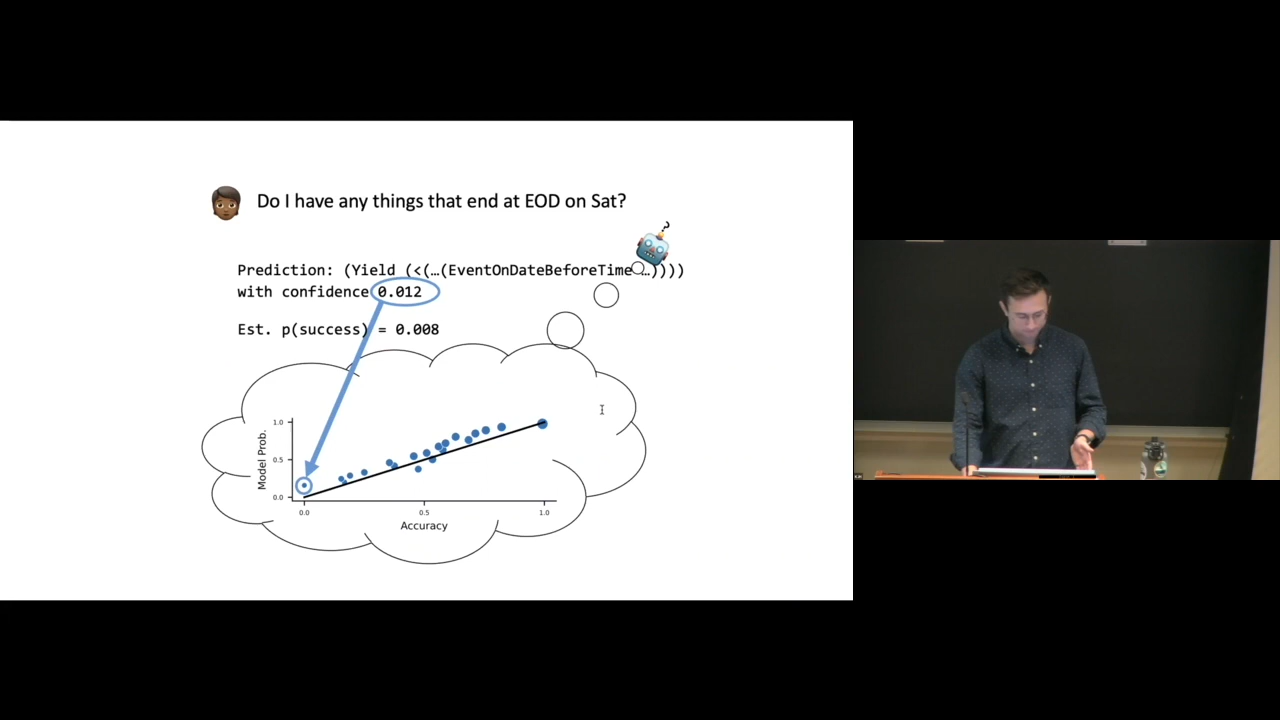 Do I have any things that end at EOD on Sat?
?
Prediction: (Yield (<(…(EventOnDateBeforeTime …))))
with confidence 0.012
Est. p(success) = 0.008
Model Prob.
1.0
0.5
0.0
0.0 0.5 1.0
Accuracy